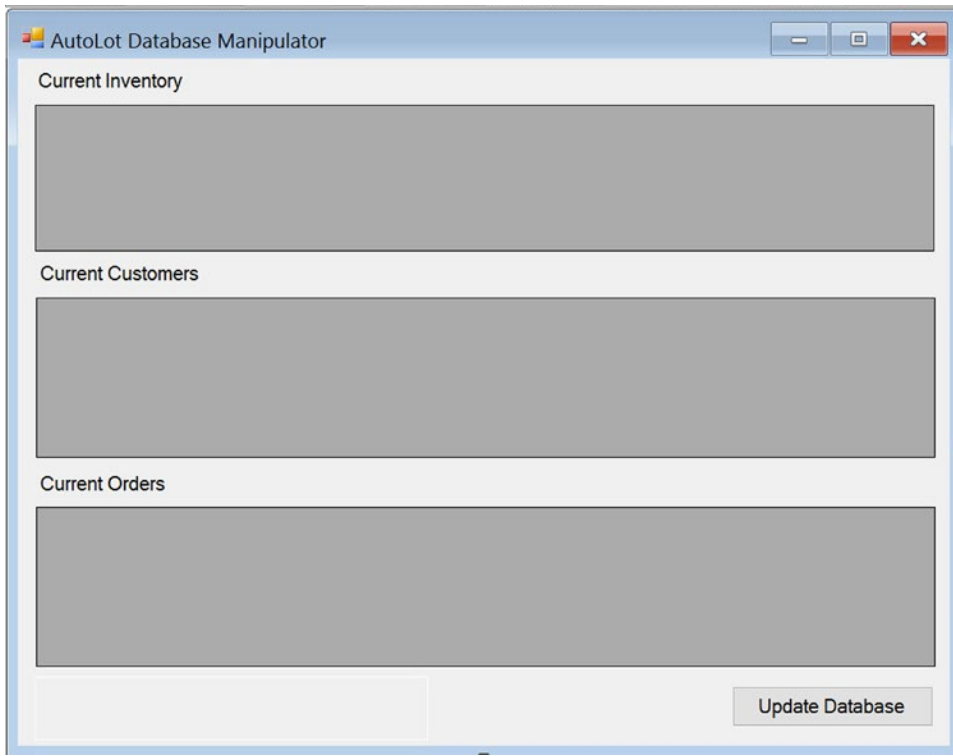 AutoLot Database Manipulator
Current Inventory
Current Customers
Current Orders
Update Database